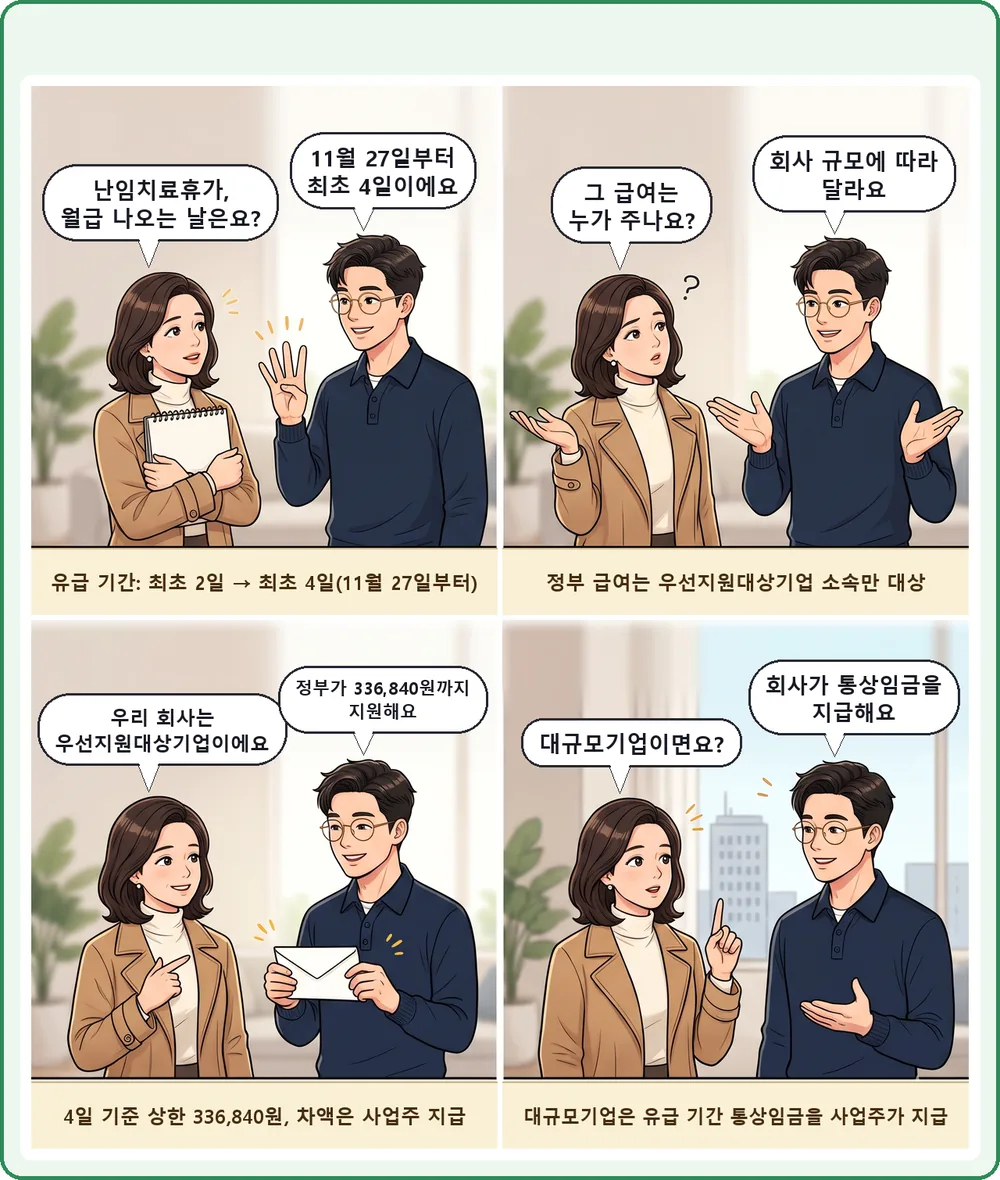 난임치료휴가,
월급 나오는 날은요?
11월 27일부터
최초 4일이에요
유급 기간: 최초 2일 → 최초 4일(11월 27일부터)
그 급여는
누가 주나요?
회사 규모에 따라
달라요
?
정부 급여는 우선지원대상기업 소속만 대상
우리 회사는
우선지원대상기업이에요
정부가 336,840원까지
지원해요
4일 기준 상한 336,840원, 차액은 사업주 지급
대규모기업이면요?
회사가 통상임금을
지급해요
대규모기업은 유급 기간 통상임금을 사업주가 지급